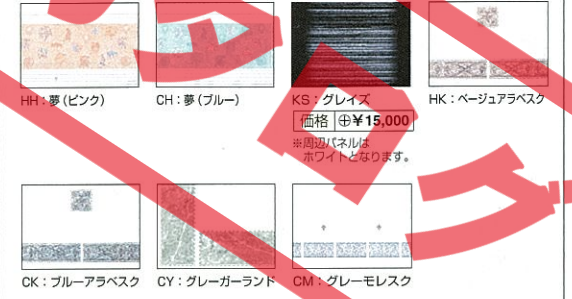 HH：夢（ピンク）
CH：夢（ブルー）
KS：グレイズ
価格 ⊕¥15,000
※周辺パネルは
ホワイトとなります。
HK：ベージュアラベスク
CK：ブルーアラベスク
CY：グレーガーランド
CM：グレーモレスク